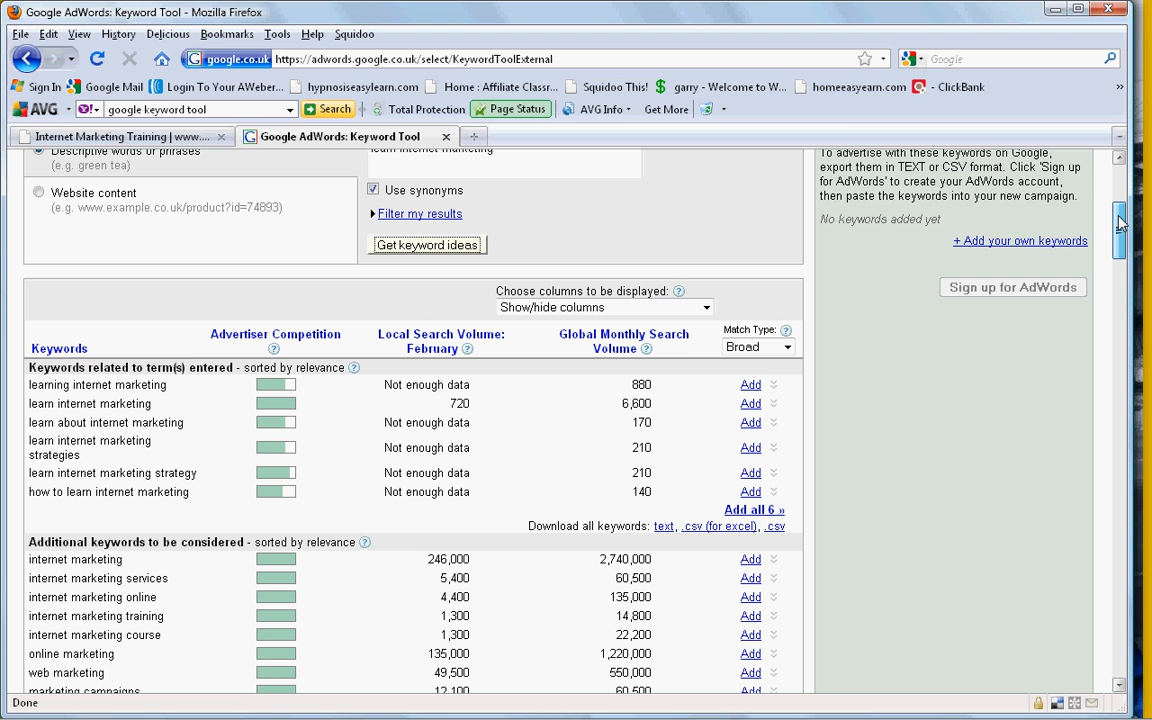 Google AdWords: Keyword Tool - Mozilla Firefox
File Edit View History Delicious Bookmarks Tools Help Squidoo
google.co.uk https://adwords.google.co.uk/select/KeywordToolExternal Google
Sign In Google Mail Login To Your AWeber... hypnosiseasylearn.com Home : Affiliate Classr... Squidoo This! garry - Welcome to W... homeeasyearn.com - ClickBank »
AVG google keyword tool Search Total Protection Page Status AVG Info Get More
Internet Marketing Training | www.... Google AdWords: Keyword Tool
Descriptive words or phrases
(e.g. green tea)
learn internet marketing
Website content
(e.g. www.example.co.uk/product?id=74893)
Use synonyms
Filter my results
Get keyword ideas
To advertise with these keywords on Google,
export them in TEXT or CSV format. Click 'Sign up
for AdWords' to create your AdWords account,
then paste the keywords into your new campaign.
No keywords added yet
+ Add your own keywords
Sign up for AdWords
Choose columns to be displayed: ?
Show/hide columns
Keywords
Advertiser Competition
?
Local Search Volume:
February ?
Global Monthly Search
Volume ?
Match Type: ?
Broad
Keywords related to term(s) entered - sorted by relevance ?
learning internet marketing Not enough data 880 Add
learn internet marketing 720 6,600 Add
learn about internet marketing Not enough data 170 Add
learn internet marketing
strategies Not enough data 210 Add
learn internet marketing strategy Not enough data 210 Add
how to learn internet marketing Not enough data 140 Add
Add all 6 »
Download all keywords: text, .csv (for excel), .csv
Additional keywords to be considered - sorted by relevance ?
internet marketing 246,000 2,740,000 Add
internet marketing services 5,400 60,500 Add
internet marketing online 4,400 135,000 Add
internet marketing training 1,300 14,800 Add
internet marketing course 1,300 22,200 Add
online marketing 135,000 1,220,000 Add
web marketing 49,500 550,000 Add
marketing campaigns 12,100 60,500 Add
Done